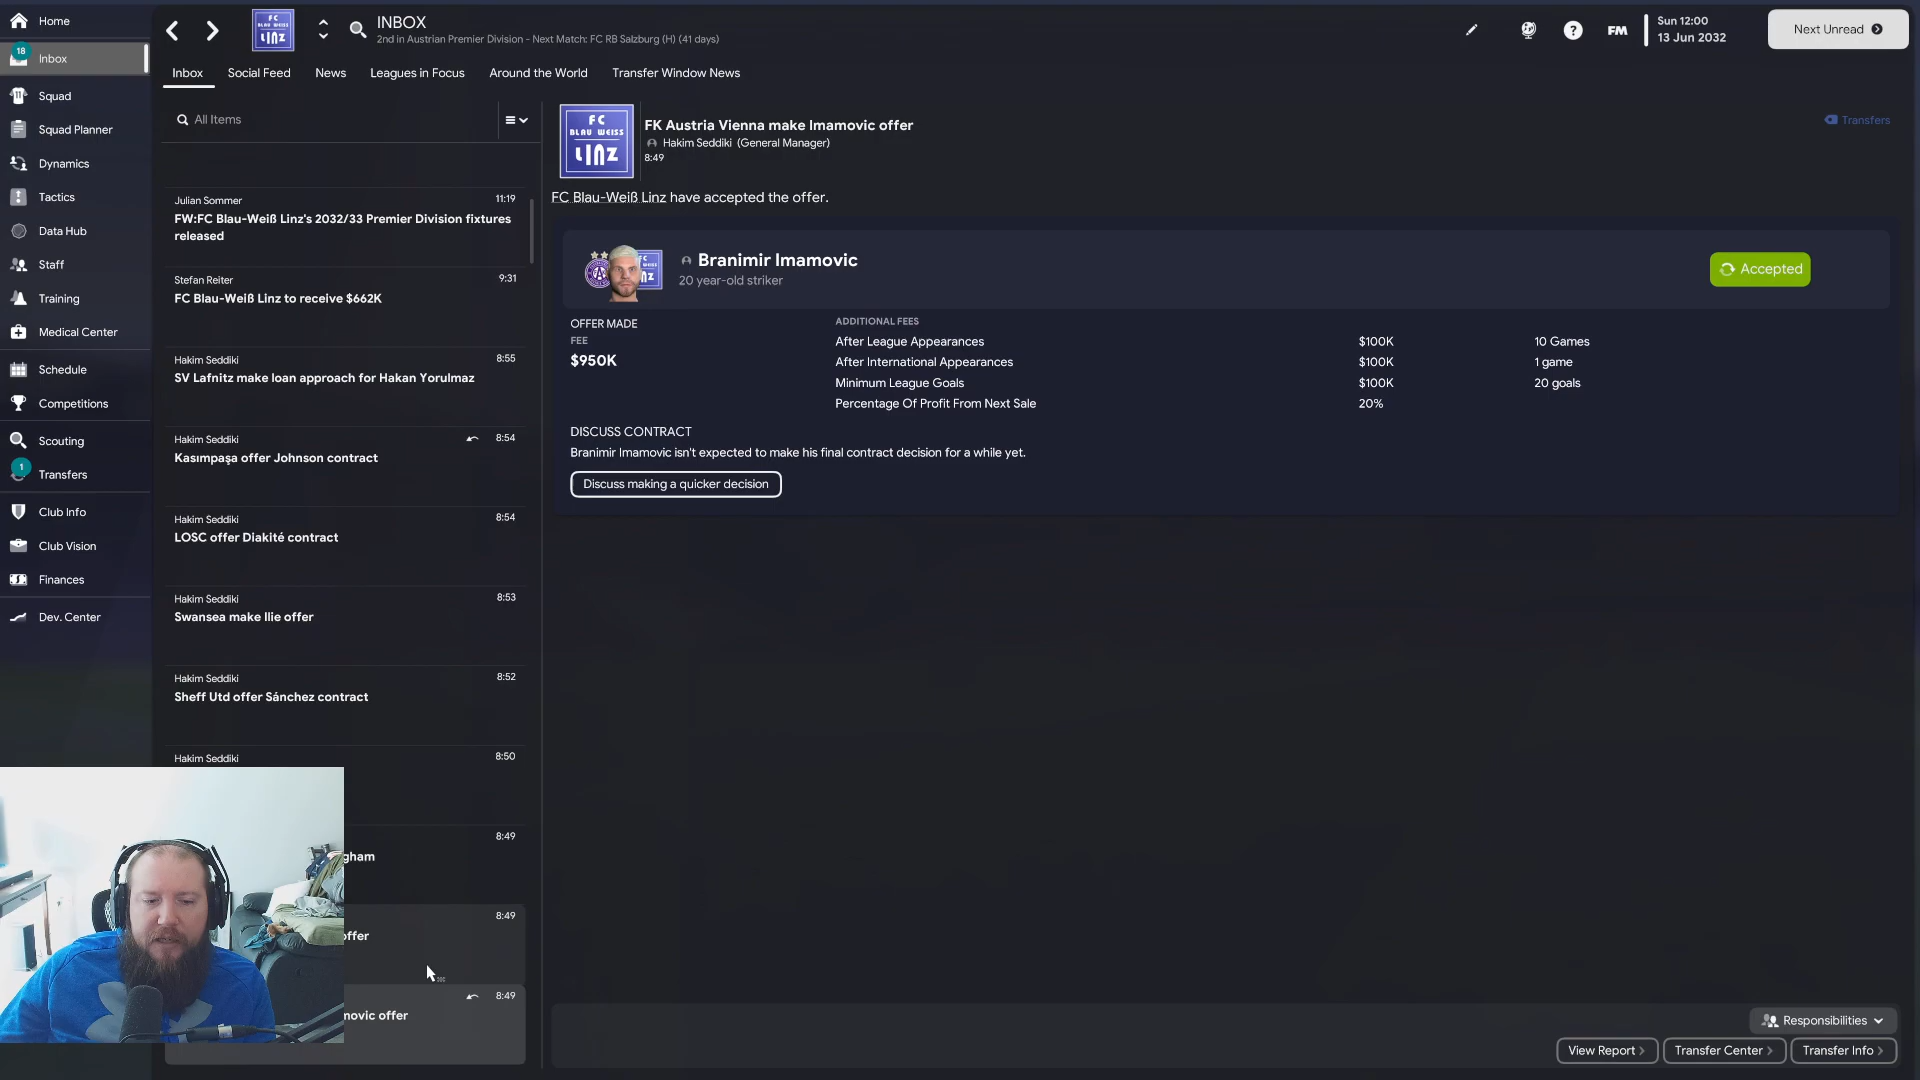 Home
18
Inbox
Squad
Squad Planner
Dynamics
Tactics
Data Hub
Staff
Training
Medical Center
Schedule
Competitions
Scouting
1
Transfers
Club Info
Club Vision
Finances
Dev. Center
FC
BLAU WEISS
LINZ
INBOX
2nd in Austrian Premier Division - Next Match: FC RB Salzburg (H) (41 days)
?
FM
Sun 12:00
13 Jun 2032
Next Unread
Inbox
Social Feed
News
Leagues in Focus
Around the World
Transfer Window News
All Items
Julian Sommer
11:19
FW:FC Blau-Weiß Linz's 2032/33 Premier Division fixtures
released
Stefan Reiter
9:31
FC Blau-Weiß Linz to receive $662K
Hakim Seddiki
8:55
SV Lafnitz make loan approach for Hakan Yorulmaz
Hakim Seddiki
8:54
Kasımpaşa offer Johnson contract
Hakim Seddiki
8:54
LOSC offer Diakité contract
Hakim Seddiki
8:53
Swansea make Ilie offer
Hakim Seddiki
8:52
Sheff Utd offer Sánchez contract
Hakim Seddiki
8:50
8:49
gham
8:49
offer
8:49
movic offer
FC
BLAU WEISS
LINZ
FK Austria Vienna make Imamovic offer
Hakim Seddiki (General Manager)
8:49
Transfers
FC Blau-Weiß Linz have accepted the offer.
Branimir Imamovic
20 year-old striker
Accepted
OFFER MADE
FEE
$950K
ADDITIONAL FEES
After League Appearances $100K 10 Games
After International Appearances $100K 1 game
Minimum League Goals $100K 20 goals
Percentage Of Profit From Next Sale 20%
DISCUSS CONTRACT
Branimir Imamovic isn't expected to make his final contract decision for a while yet.
Discuss making a quicker decision
Responsibilities
View Report
Transfer Center
Transfer Info